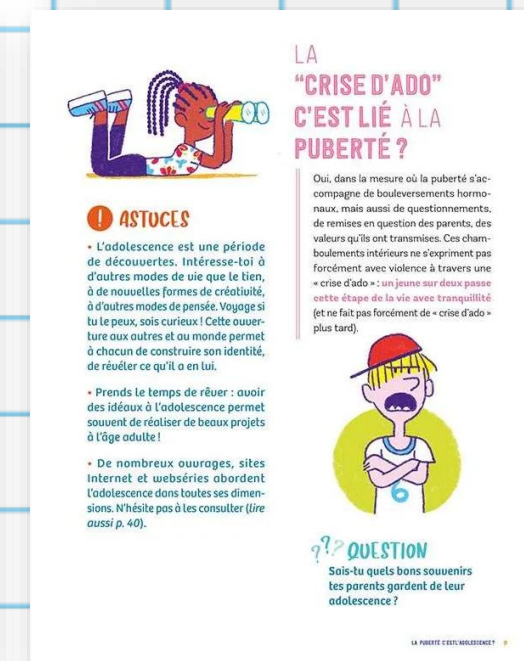 ASTUCES
• L'adolescence est une période
de découvertes. Intéresse-toi à
d'autres modes de vie que le tien,
à de nouvelles formes de créativité,
à d'autres modes de pensée. Voyage si
tu le peux, sois curieux ! Cette ouver-
ture aux autres et au monde permet
à chacun de construire son identité,
de révéler ce qu'il a en lui.
• Prends le temps de rêver : avoir
des idéaux à l'adolescence permet
souvent de réaliser de beaux projets
à l'âge adulte !
• De nombreux ouvrages, sites
Internet et webséries abordent
l'adolescence dans toutes ses dimen-
sions. N'hésite pas à les consulter (lire
aussi p. 40).
LA
"CRISE D'ADO"
C'EST LIÉ À LA
PUBERTÉ ?
Oui, dans la mesure où la puberté s'ac-
compagne de bouleversements hormo-
naux, mais aussi de questionnements,
de remises en question des parents, des
valeurs qu'ils ont transmises. Ces cham-
boulements intérieurs ne s'expriment pas
forcément avec violence à travers une
« crise d'ado » : un jeune sur deux passe
cette étape de la vie avec tranquillité
(et ne fait pas forcément de « crise d'ado »
plus tard).
6
??? QUESTION
Sais-tu quels bons souvenirs
tes parents gardent de leur
adolescence ?
LA PUBERTÉ C'EST L'ADOLESCENCE ?